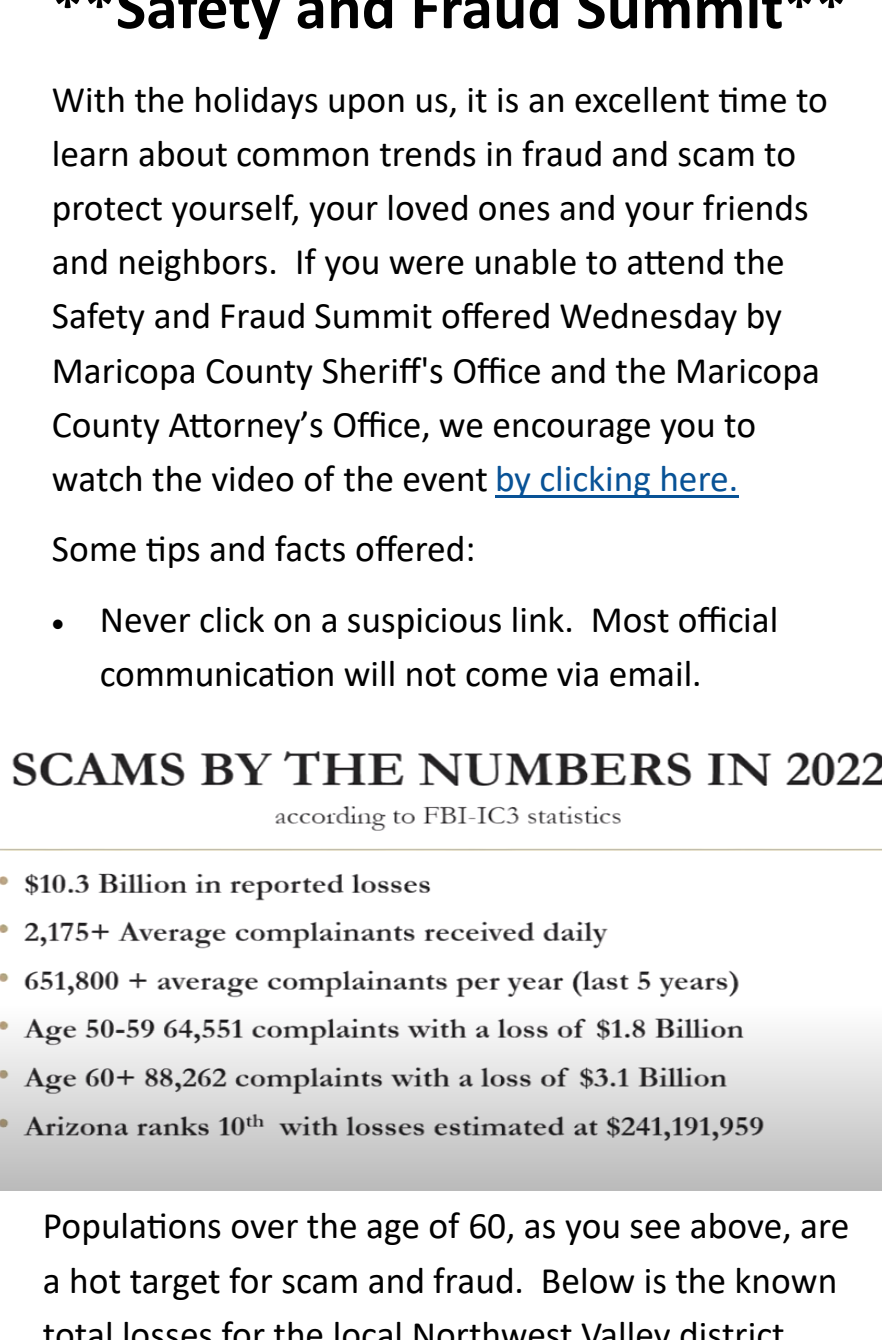 **Safety and Fraud Summit**
With the holidays upon us, it is an excellent time to
learn about common trends in fraud and scam to
protect yourself, your loved ones and your friends
and neighbors.  If you were unable to attend the
Safety and Fraud Summit offered Wednesday by
Maricopa County Sheriff's Office and the Maricopa
County Attorney’s Office, we encourage you to
watch the video of the event by clicking here.
Some tips and facts offered:
• Never click on a suspicious link.  Most official
communication will not come via email.
SCAMS BY THE NUMBERS IN 2022
according to FBI-IC3 statistics
• $10.3 Billion in reported losses
• 2,175+ Average complainants received daily
• 651,800 + average complainants per year (last 5 years)
• Age 50-59 64,551 complaints with a loss of $1.8 Billion
• Age 60+ 88,262 complaints with a loss of $3.1 Billion
• Arizona ranks 10th with losses estimated at $241,191,959
Populations over the age of 60, as you see above, are
a hot target for scam and fraud.  Below is the known
total losses for the local Northwest Valley district